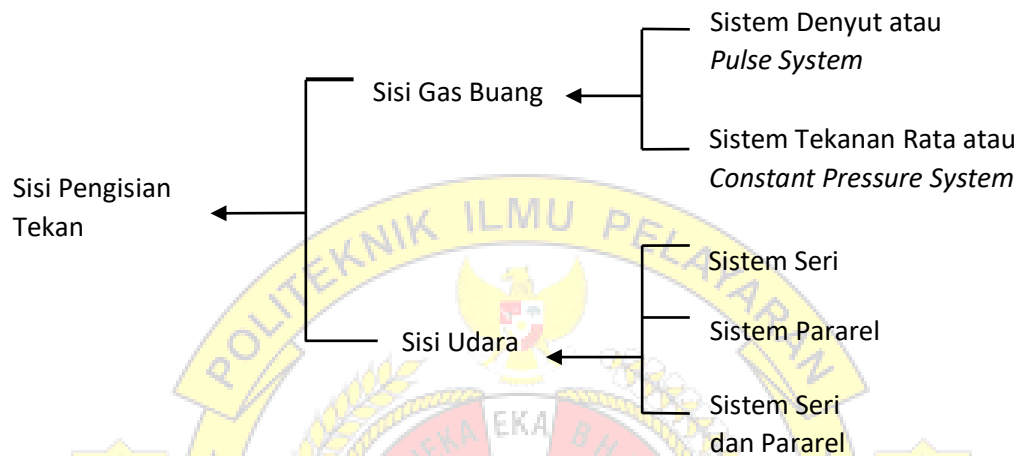 Sistem Denyut atau
Pulse System
Sisi Gas Buang
Sistem Tekanan Rata atau
Constant Pressure System
Sisi Pengisian
Tekan
Sistem Seri
Sisi Udara
Sistem Pararel
Sistem Seri
dan Pararel
POLITEKNIK ILMU PELAYARAN
EKA